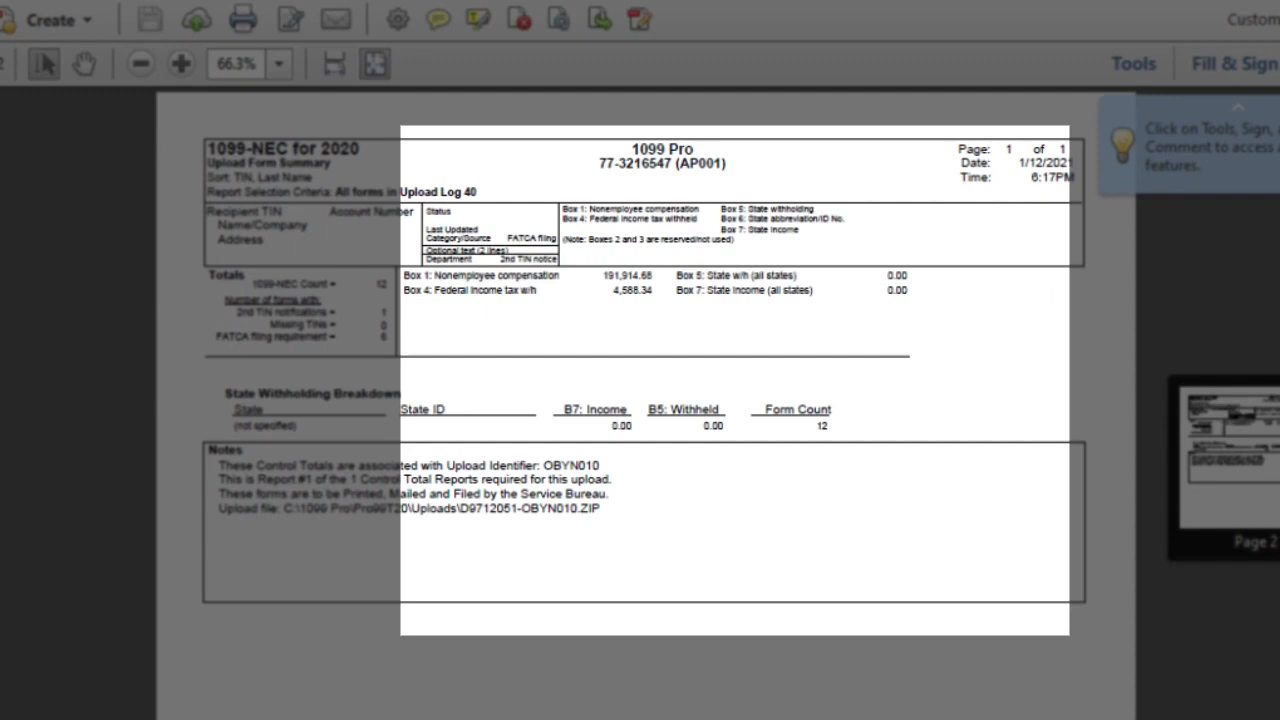 Create
Custom
2
66.3%
Tools
Fill & Sign
Click on Tools, Sign, a
Comment to access a
features.
1099-NEC for 2020
1099 Pro
Page: 1 of 1
Upload Form Summary
77-3216547 (AP001)
Date: 1/12/2021
Sort: TIN, Last Name
Time: 6:17PM
Report Selection Criteria: All forms in Upload Log 40
Recipient TIN Account Number
Name/Company
Address
Status
Last Updated
Category/Source FATCA filing
Optional text (2 lines)
Department 2nd TIN notice
Box 1: Nonemployee compensation Box 5: State withholding
Box 4: Federal income tax withheld Box 6: State abbreviation/ID No.
Box 7: State income
(Note: Boxes 2 and 3 are reserved/not used)
Totals
1099-NEC Count = 12
Number of forms with:
2nd TIN notifications = 1
Missing TINs = 0
FATCA filing requirement = 6
Box 1: Nonemployee compensation 191,914.68 Box 5: State w/h (all states) 0.00
Box 4: Federal income tax w/h 4,588.34 Box 7: State income (all states) 0.00
State Withholding Breakdown
State State ID B7: Income B5: Withheld Form Count
(not specified) 0.00 0.00 12
Notes
These Control Totals are associated with Upload Identifier: OBYN010
This is Report #1 of the 1 Control Total Reports required for this upload.
These forms are to be Printed, Mailed and Filed by the Service Bureau.
Upload file: C:\1099 Pro\Pro99T20\Uploads\D9712051-OBYN010.ZIP
Page 2